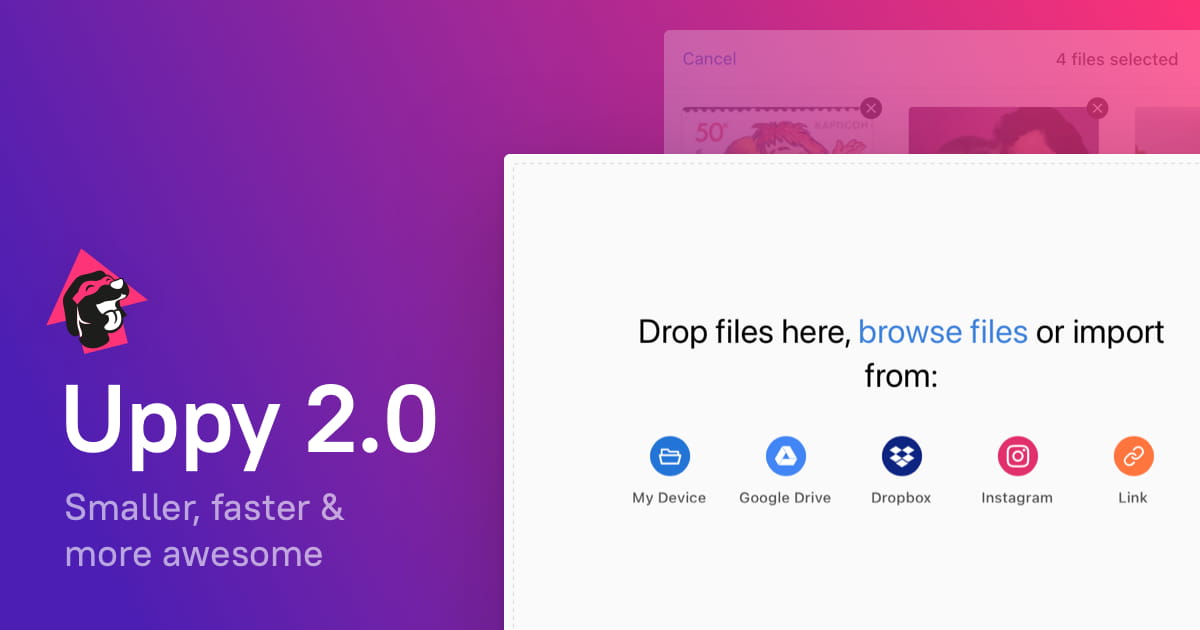 Cancel
4 files selected
50
КАРЛСОН
Drop files here, browse files or import
from:
My Device
Google Drive
Dropbox
Instagram
Link
Uppy 2.0
Smaller, faster &
more awesome